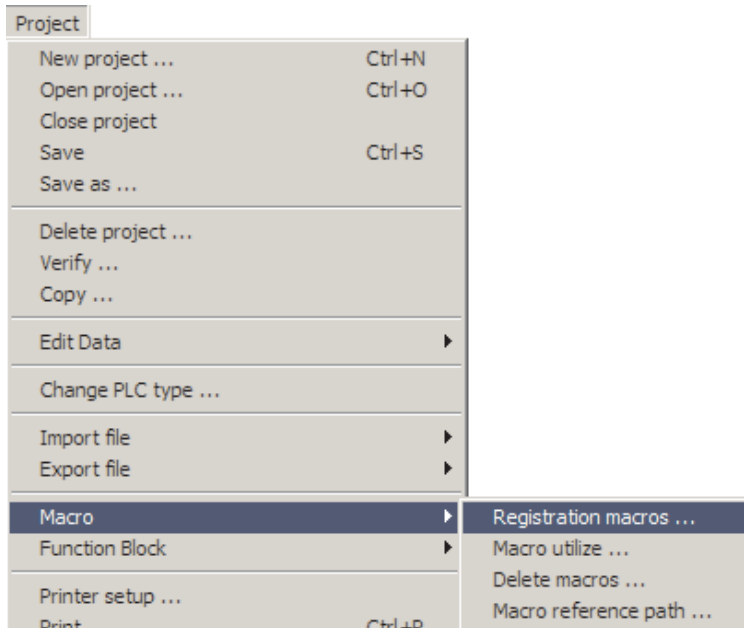 Project
New project ... Ctrl+N
Open project ... Ctrl+O
Close project
Save Ctrl+S
Save as ...
Delete project ...
Verify ...
Copy ...
Edit Data
Change PLC type ...
Import file
Export file
Macro
Registration macros ...
Function Block
Macro utilize ...
Delete macros ...
Printer setup ...
Macro reference path ...
Print Ctrl+P